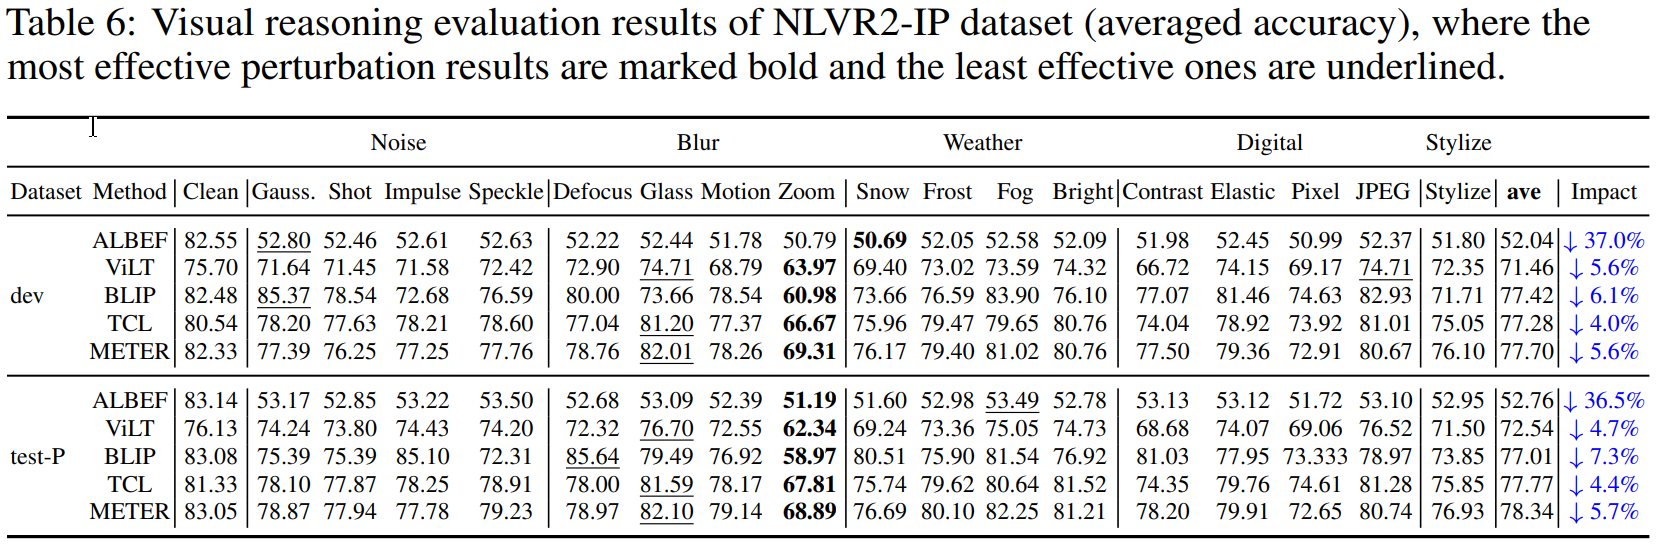 Table 6: Visual reasoning evaluation results of NLVR2-IP dataset (averaged accuracy), where the
most effective perturbation results are marked bold and the least effective ones are underlined.
Noise Blur Weather Digital Stylize
Dataset Method Clean Gauss. Shot Impulse Speckle Defocus Glass Motion Zoom Snow Frost Fog Bright Contrast Elastic Pixel JPEG Stylize ave Impact
ALBEF 82.55 52.80 52.46 52.61 52.63 52.22 52.44 51.78 50.79 50.69 52.05 52.58 52.09 51.98 52.45 50.99 52.37 51.80 52.04 ↓ 37.0%
ViLT 75.70 71.64 71.45 71.58 72.42 72.90 74.71 68.79 63.97 69.40 73.02 73.59 74.32 66.72 74.15 69.17 74.71 72.35 71.46 ↓ 5.6%
dev BLIP 82.48 85.37 78.54 72.68 76.59 80.00 73.66 78.54 60.98 73.66 76.59 83.90 76.10 77.07 81.46 74.63 82.93 71.71 77.42 ↓ 6.1%
TCL 80.54 78.20 77.63 78.21 78.60 77.04 81.20 77.37 66.67 75.96 79.47 79.65 80.76 74.04 78.92 73.92 81.01 75.05 77.28 ↓ 4.0%
METER 82.33 77.39 76.25 77.25 77.76 78.76 82.01 78.26 69.31 76.17 79.40 81.02 80.76 77.50 79.36 72.91 80.67 76.10 77.70 ↓ 5.6%
ALBEF 83.14 53.17 52.85 53.22 53.50 52.68 53.09 52.39 51.19 51.60 52.98 53.49 52.78 53.13 53.12 51.72 53.10 52.95 52.76 ↓ 36.5%
ViLT 76.13 74.24 73.80 74.43 74.20 72.32 76.70 72.55 62.34 69.24 73.36 75.05 74.73 68.68 74.07 69.06 76.52 71.50 72.54 ↓ 4.7%
test-P BLIP 83.08 75.39 75.39 85.10 72.31 85.64 79.49 76.92 58.97 80.51 75.90 81.54 76.92 81.03 77.95 73.333 78.97 73.85 77.01 ↓ 7.3%
TCL 81.33 78.10 77.87 78.25 78.91 78.00 81.59 78.17 67.81 75.74 79.62 80.64 81.52 74.35 79.76 74.61 81.28 75.85 77.77 ↓ 4.4%
METER 83.05 78.87 77.94 77.78 79.23 78.97 82.10 79.14 68.89 76.69 80.10 82.25 81.21 78.20 79.91 72.65 80.74 76.93 78.34 ↓ 5.7%